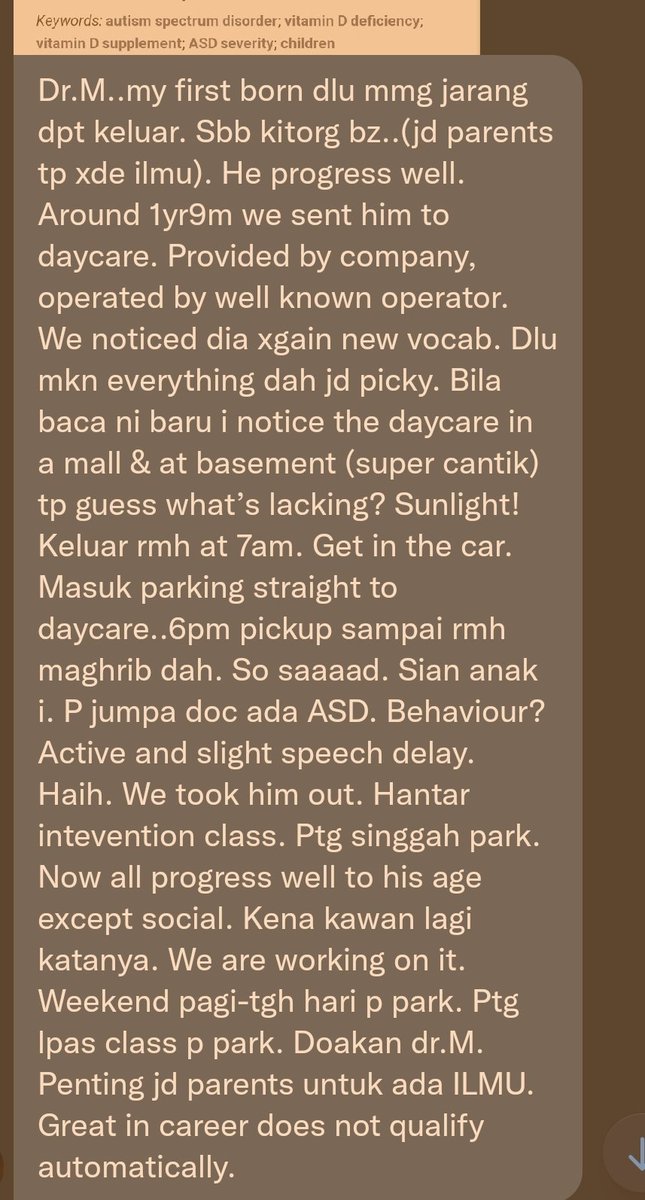 Keywords: autism spectrum disorder; vitamin D deficiency;
vitamin D supplement; ASD severity; children
Dr.M..my first born dlu mmg jarang
dpt keluar. Sbb kitorg bz..(jd parents
tp xde ilmu). He progress well.
Around 1yr9m we sent him to
daycare. Provided by company,
operated by well known operator.
We noticed dia xgain new vocab. Dlu
mkn everything dah jd picky. Bila
baca ni baru i notice the daycare in
a mall & at basement (super cantik)
tp guess what’s lacking? Sunlight!
Keluar rmh at 7am. Get in the car.
Masuk parking straight to
daycare..6pm pickup sampai rmh
maghrib dah. So saaaad. Sian anak
i. P jumpa doc ada ASD. Behaviour?
Active and slight speech delay.
Haih. We took him out. Hantar
intevention class. Ptg singgah park.
Now all progress well to his age
except social. Kena kawan lagi
katanya. We are working on it.
Weekend pagi-tgh hari p park. Ptg
lpas class p park. Doakan dr.M.
Penting jd parents untuk ada ILMU.
Great in career does not qualify
automatically.